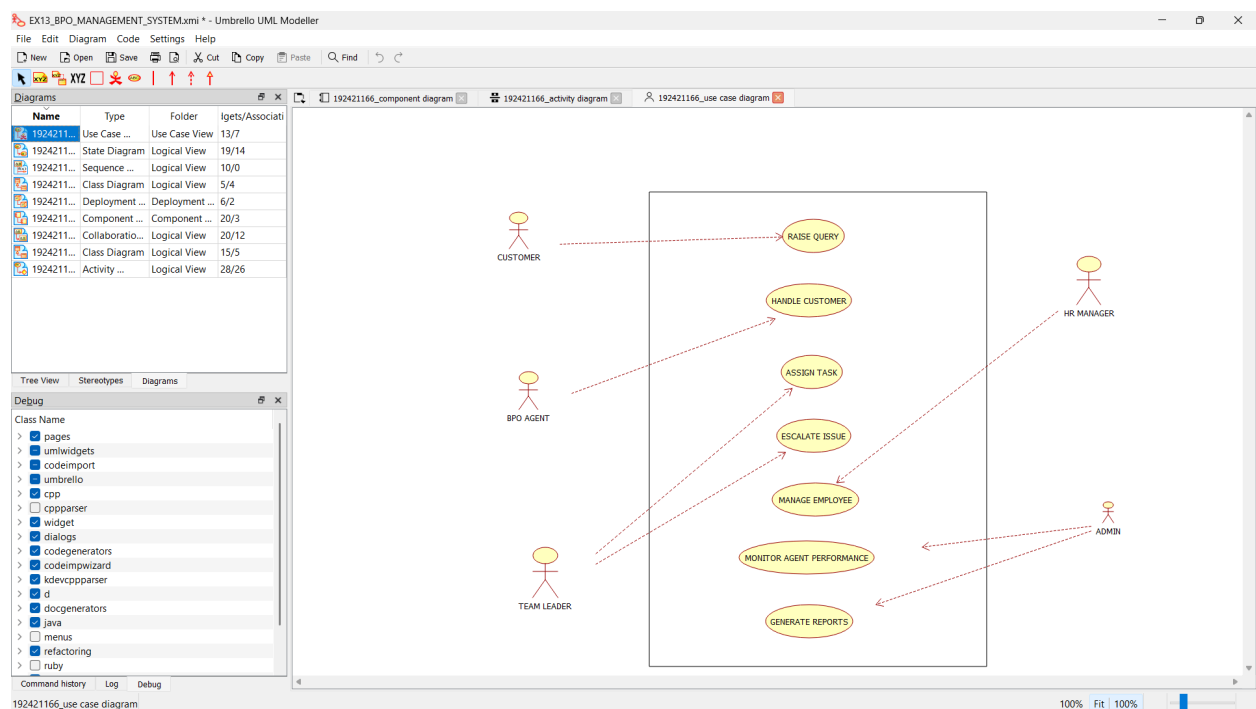 EX13_BPO_MANAGEMENT_SYSTEM.xmi * - Umbrello UML Modeller
File Edit Diagram Code Settings Help
New Open Save Cut Copy Paste Find
XYZ XYZ ABC
Diagrams
192421166_component diagram 192421166_activity diagram 192421166_use case diagram
Name Type Folder lgets/Associati
1924211... Use Case ... Use Case View 13/7
1924211... State Diagram Logical View 19/14
1924211... Sequence ... Logical View 10/0
1924211... Class Diagram Logical View 5/4
1924211... Deployment ... Deployment ... 6/2
1924211... Component ... Component ... 20/3
1924211... Collaboratio... Logical View 20/12
1924211... Class Diagram Logical View 15/5
1924211... Activity ... Logical View 28/26
Tree View Stereotypes Diagrams
Debug
Class Name
pages
umlwidgets
codeimport
umbrello
cpp
cppparser
widget
dialogs
codegenerators
codeimpwizard
kdevcppparser
d
docgenerators
java
menus
refactoring
ruby
Command history Log Debug
CUSTOMER
BPO AGENT
TEAM LEADER
RAISE QUERY
HANDLE CUSTOMER
ASSIGN TASK
ESCALATE ISSUE
MANAGE EMPLOYEE
MONITOR AGENT PERFORMANCE
GENERATE REPORTS
HR MANAGER
ADMIN
192421166_use case diagram
100% Fit 100%